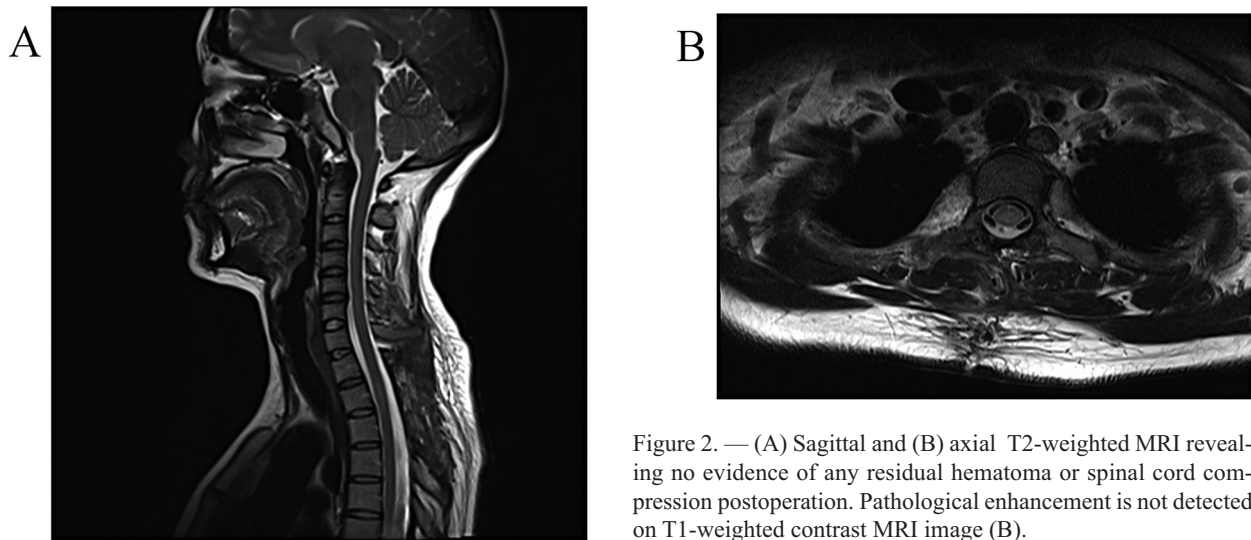 A
B
Figure 2. — (A) Sagittal and (B) axial  T2-weighted MRI reveal-
ing no evidence of any residual hematoma or spinal cord com-
pression postoperation. Pathological enhancement is not detected
on T1-weighted contrast MRI image (B).